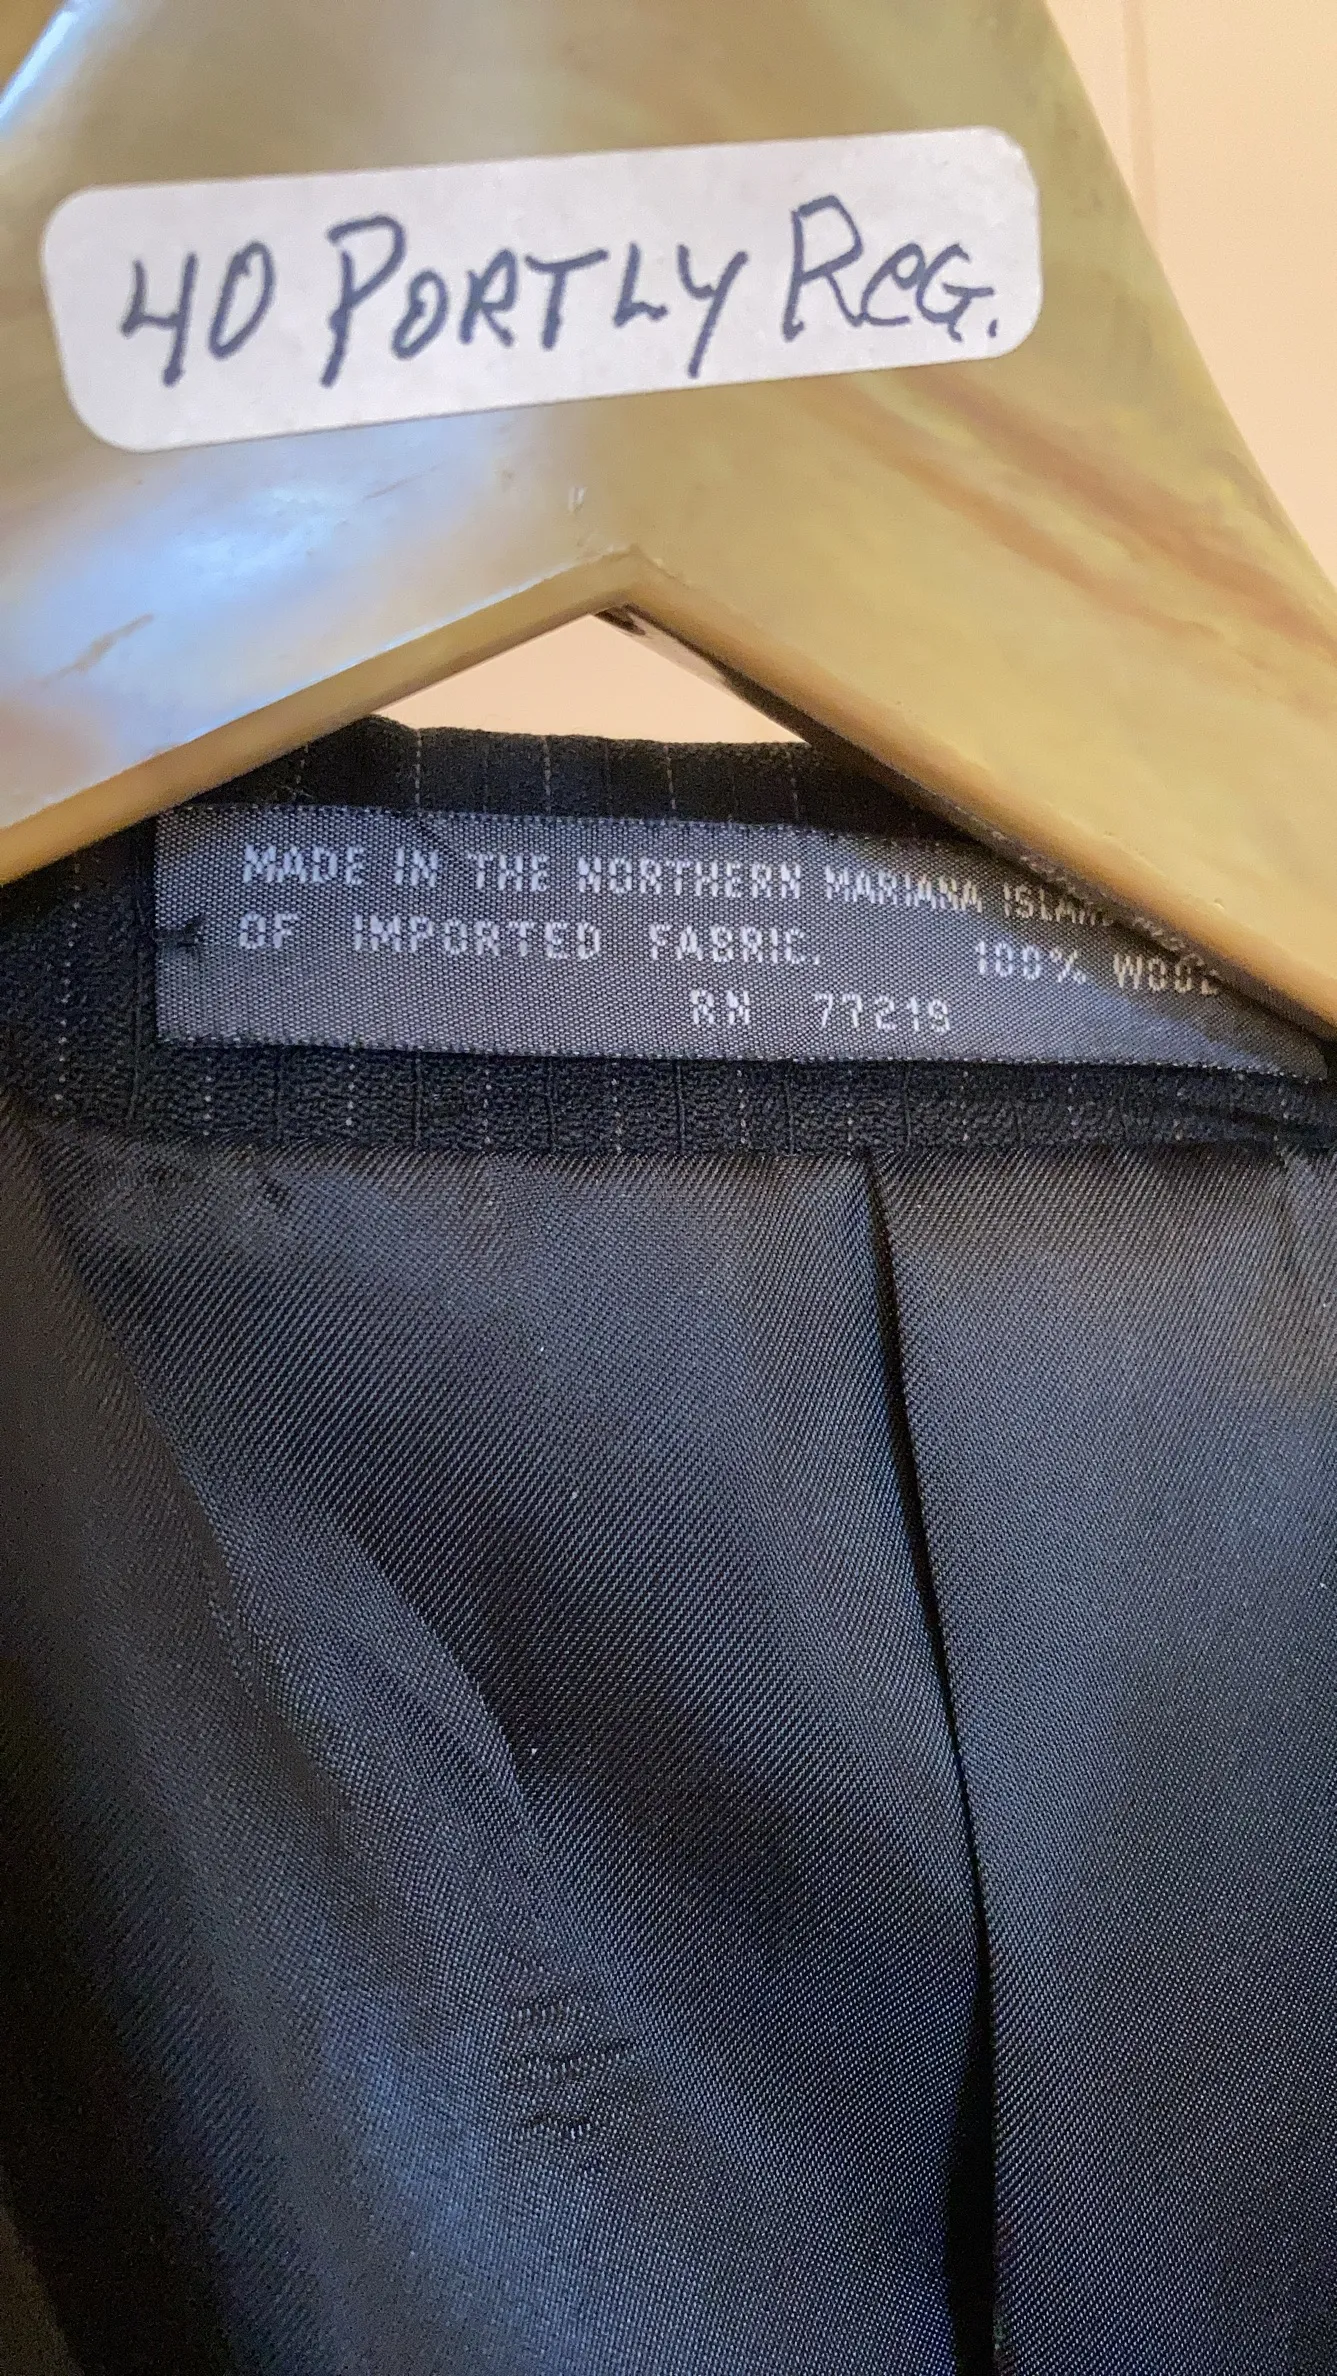 40 PORTLY REG.
MADE IN THE NORTHERN MARIANA
OF IMPORTED FABRIC. 100% WOOL
RN 77219